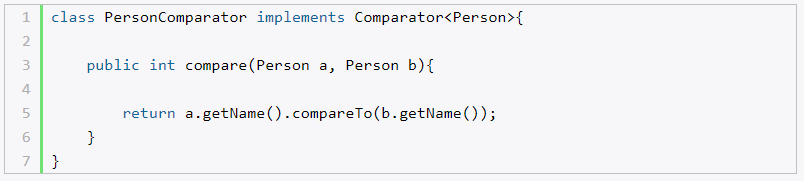 1 class PersonComparator implements Comparator<Person>{
2
3     public int compare(Person a, Person b){
4
5         return a.getName().compareTo(b.getName());
6     }
7 }